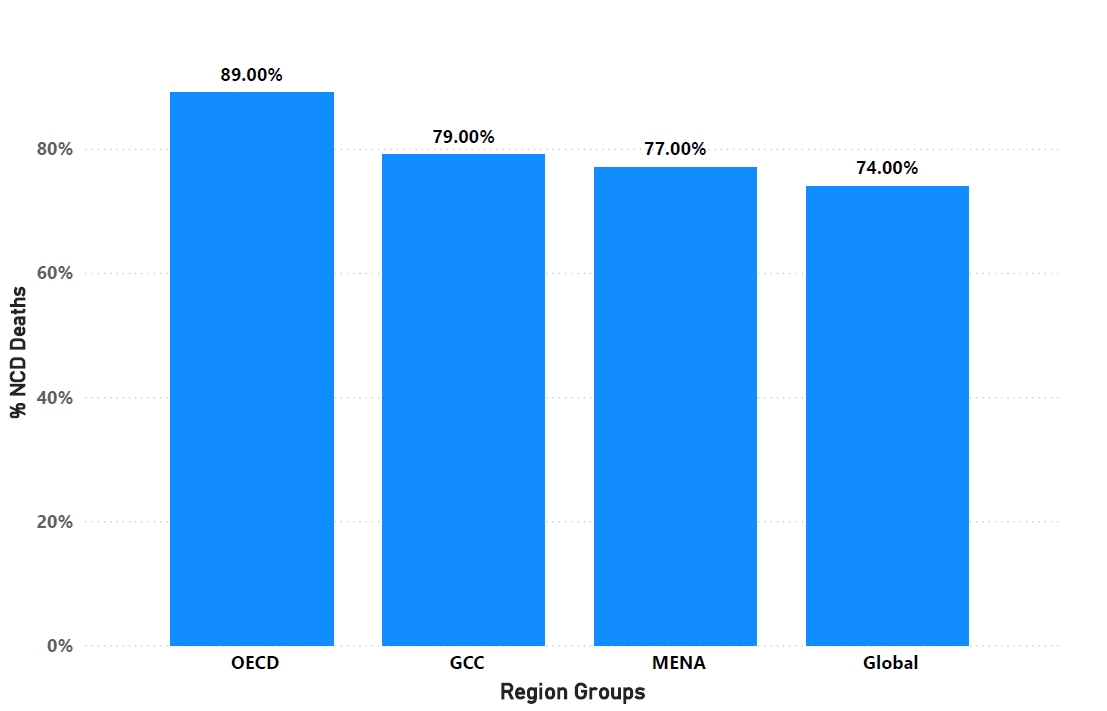 89.00%
79.00%
77.00%
74.00%
80%
60%
40%
20%
0%
% NCD Deaths
OECD
GCC
MENA
Global
Region Groups